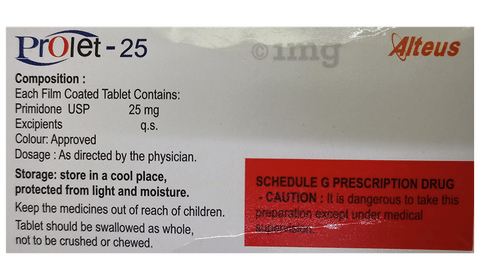 Prolet - 25
©1mg
Alteus
Composition :
Each Film Coated Tablet Contains:
Primidone USP 25 mg
Excipients q.s.
Colour: Approved
Dosage : As directed by the physician.
Storage: store in a cool place,
protected from light and moisture.
Keep the medicines out of reach of children.
Tablet should be swallowed as whole,
not to be crushed or chewed.
SCHEDULE G PRESCRIPTION DRUG
- CAUTION : It is dangerous to take this
preparation except under medical
supervision.